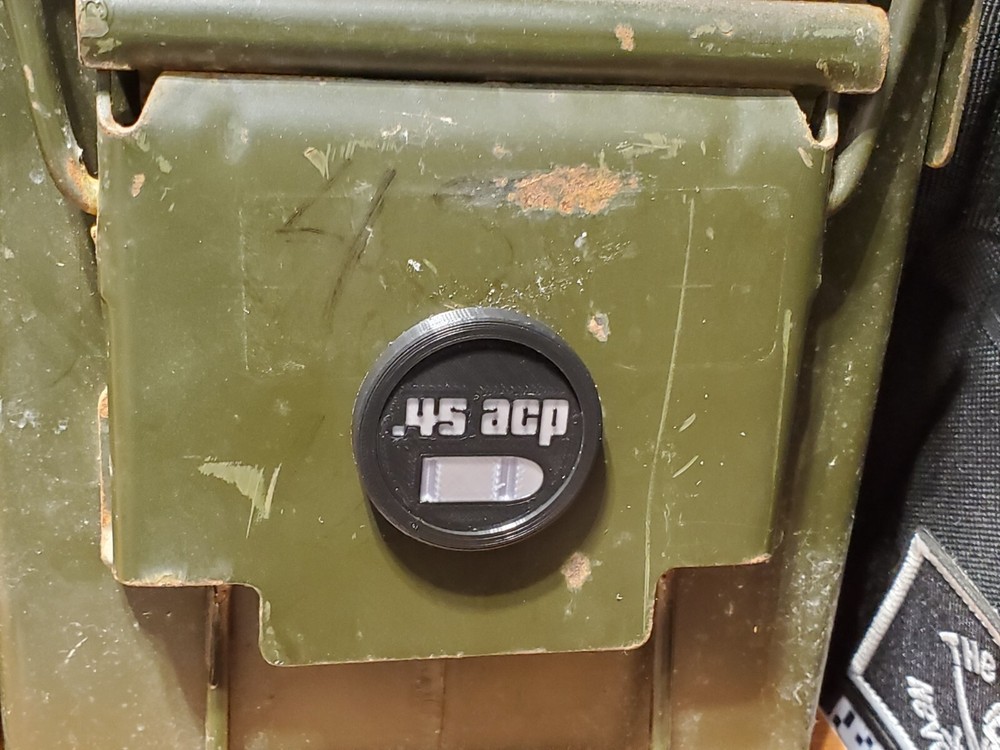 .45 acp
THE